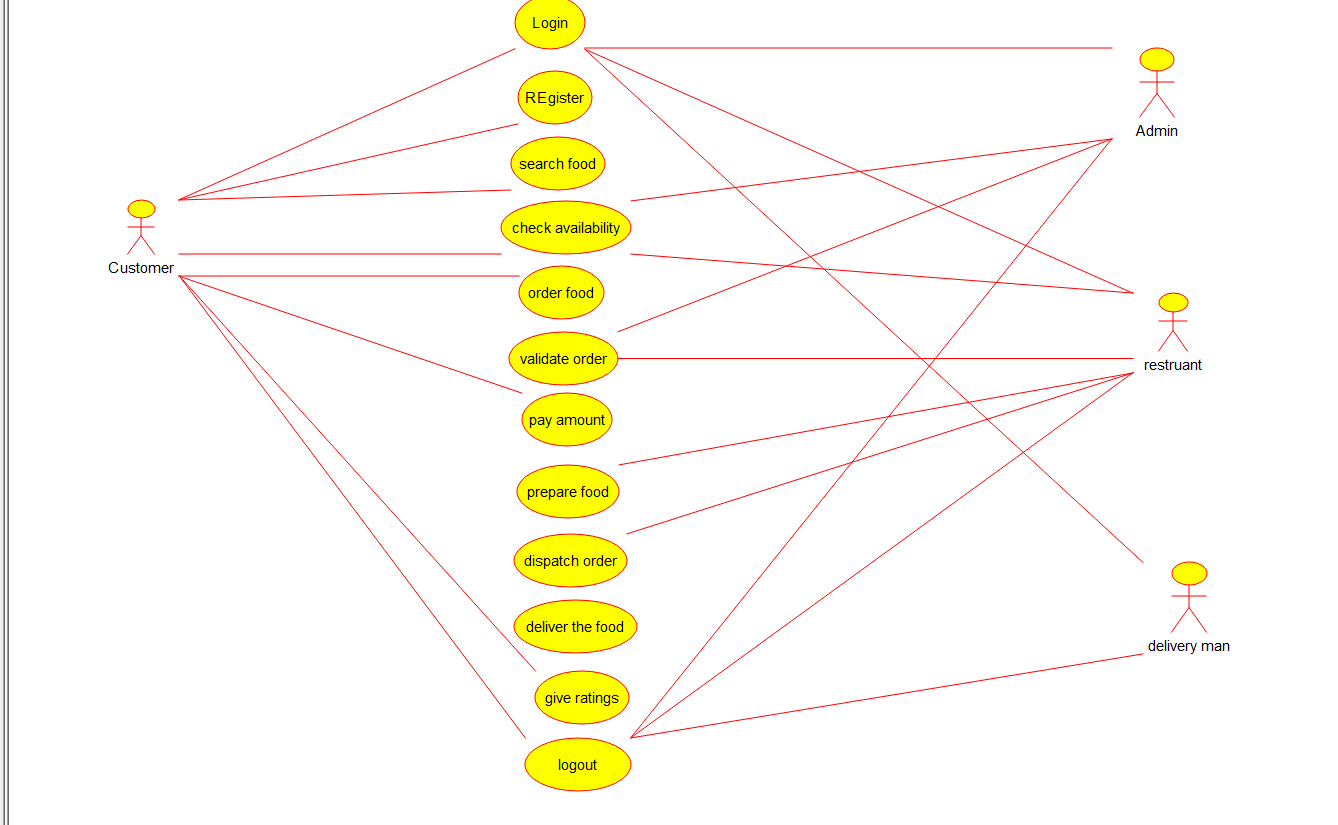 Login
REgister
search food
check availability
order food
validate order
pay amount
prepare food
dispatch order
deliver the food
give ratings
logout
Customer
Admin
restruant
delivery man